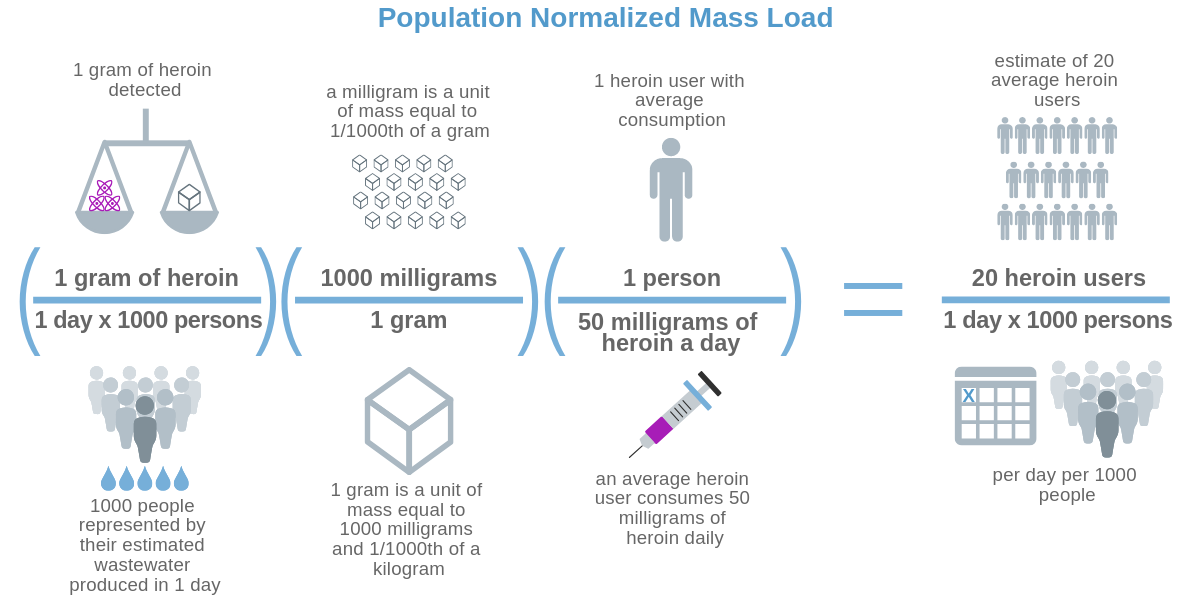 Population Normalized Mass Load
1 gram of heroin
detected
a milligram is a unit
of mass equal to
1/1000th of a gram
1 heroin user with
average
consumption
estimate of 20
average heroin
users
( 1 gram of heroin ) ( 1000 milligrams ) ( 1 person ) = 20 heroin users
1 day x 1000 persons
1 gram
50 milligrams of
heroin a day
1 day x 1000 persons
X
1000 people
represented by
their estimated
wastewater
produced in 1 day
1 gram is a unit of
mass equal to
1000 milligrams
and 1/1000th of a
kilogram
an average heroin
user consumes 50
milligrams of
heroin daily
per day per 1000
people